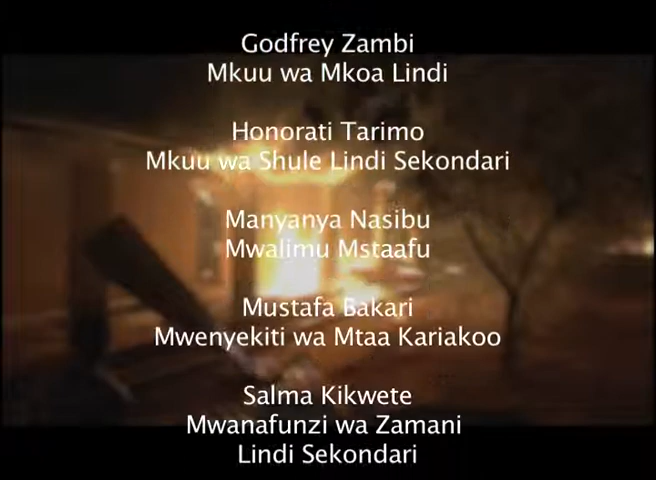 Godfrey Zambi
Mkuu wa Mkoa Lindi
Honorati Tarimo
Mkuu wa Shule Lindi Sekondari
Manyanya Nasibu
Mwalimu Mstaafu
Mustafa Bakari
Mwenyekiti wa Mtaa Kariakoo
Salma Kikwete
Mwanafunzi wa Zamani
Lindi Sekondari